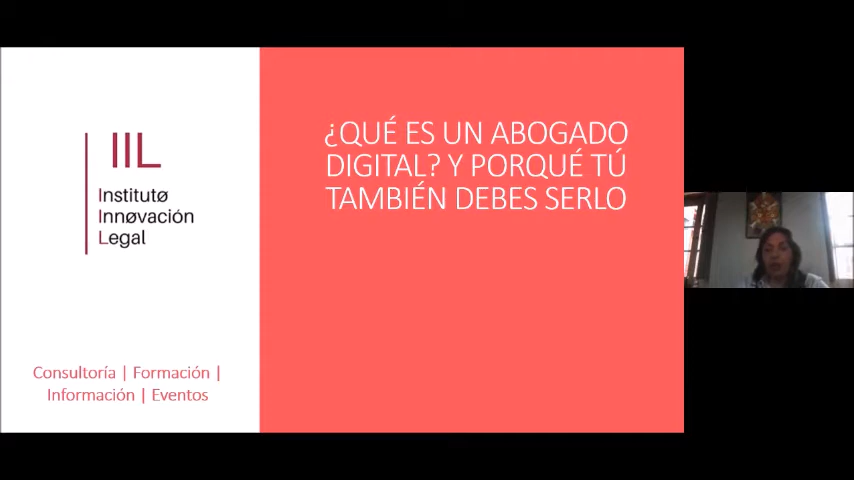 IIL
Institutø
Innøvación
Legal
Consultoría | Formación |
Información | Eventos
¿QUÉ ES UN ABOGADO
DIGITAL? Y PORQUÉ TÚ
TAMBIÉN DEBES SERLO